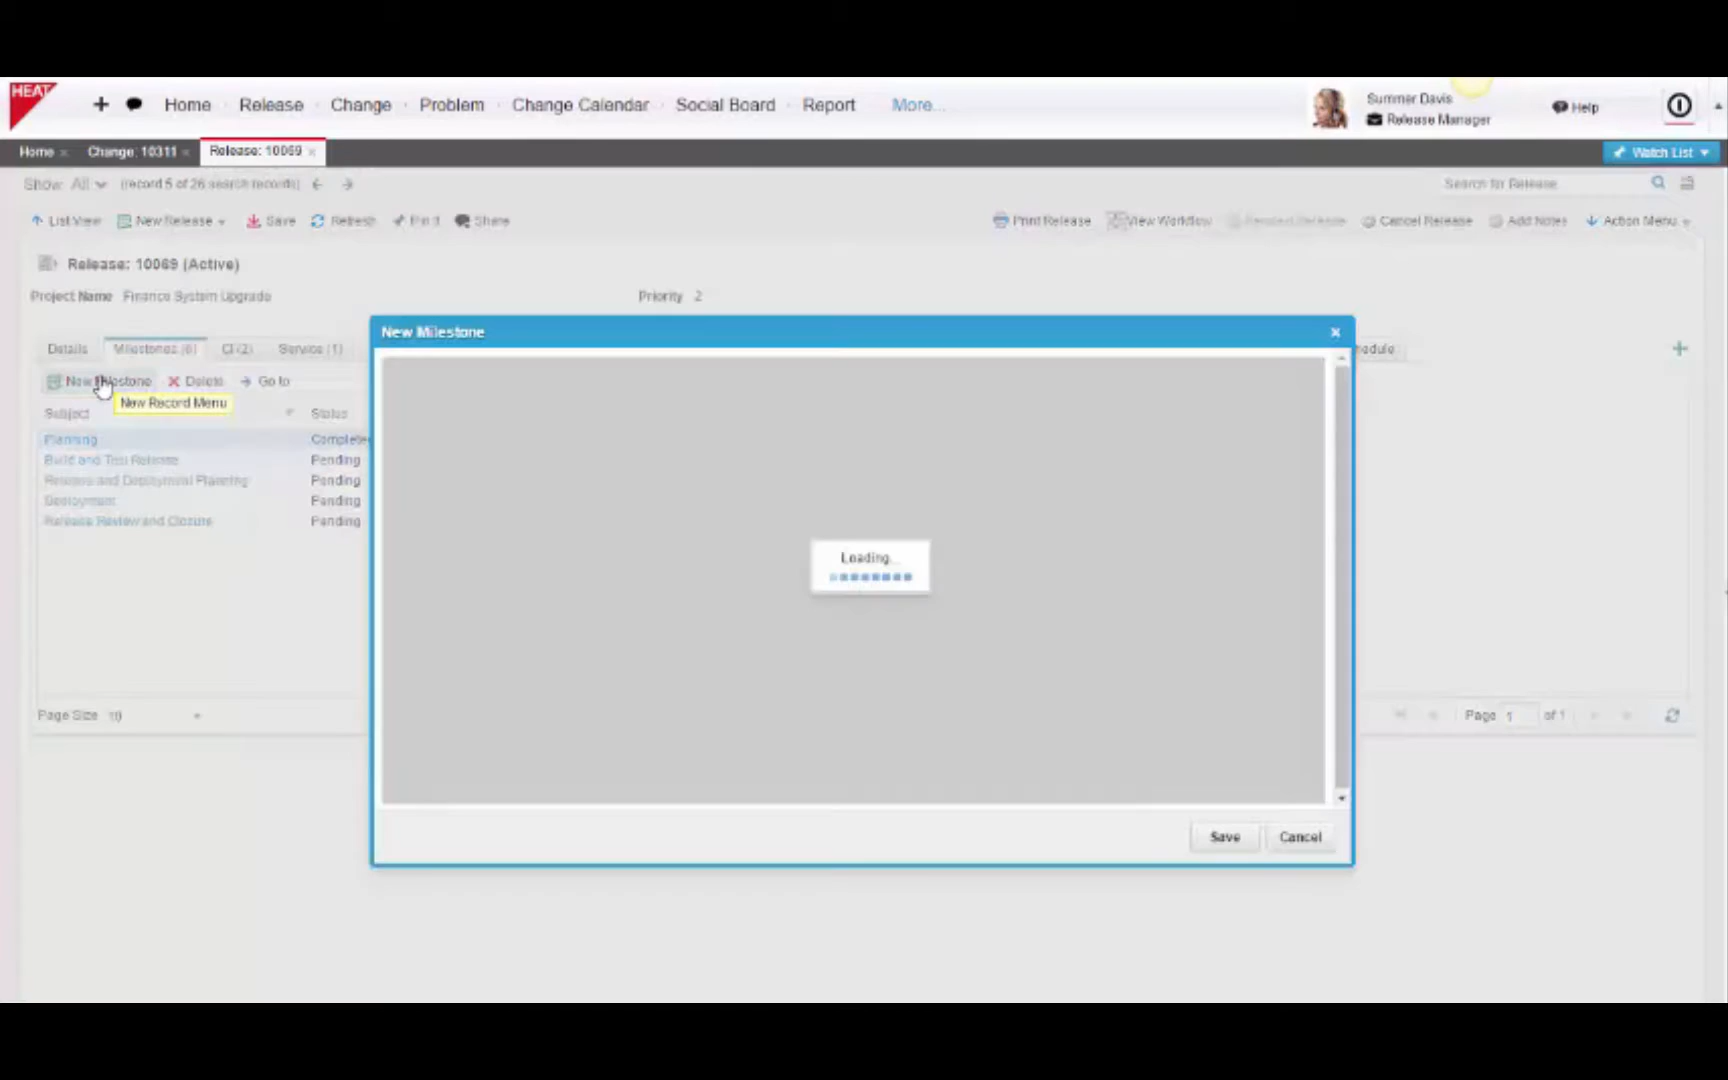 HEAT
Home Release Change Problem Change Calendar Social Board Report More...
Summer Davis
Release Manager
Help
Home Change: 10311 Release: 10069
Watch List
Show: All (record 5 of 26 search records)
Search for Release
List View New Release Save Refresh Share
Print Release View Workflow Cancel Release Add Notes Action Menu
Release: 10069 (Active)
Project Name Finance System Upgrade Priority 2
New Milestone
Details Milestones (6) CI (2) Service (1) hedule
New Milestone Delete Go to
New Record Menu
Subject Status
Planning Complete
Build and Test Release Pending
Release and Deployment Planning Pending
Deployment Pending
Release Review and Closure Pending
Loading...
Page Size 10 Page 1 of 1
Save Cancel